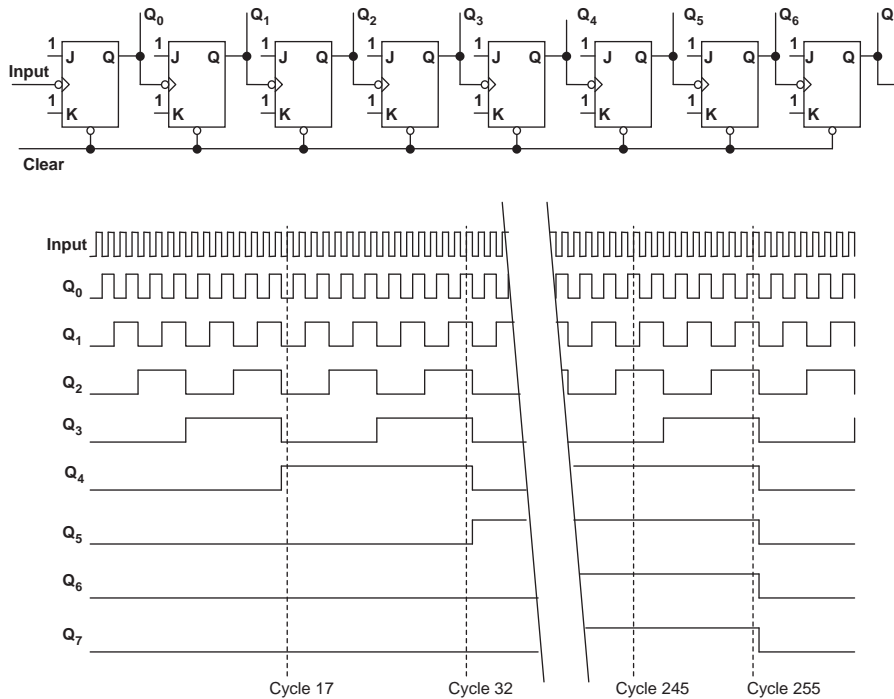 Q0 Q1 Q2 Q3 Q4 Q5 Q6 Q
1 J Q 1 J Q 1 J Q 1 J Q 1 J Q 1 J Q 1 J Q 1 J Q
Input
1 K 1 K 1 K 1 K 1 K 1 K 1 K 1 K
Clear
Input
Q0
Q1
Q2
Q3
Q4
Q5
Q6
Q7
Cycle 17 Cycle 32 Cycle 245 Cycle 255